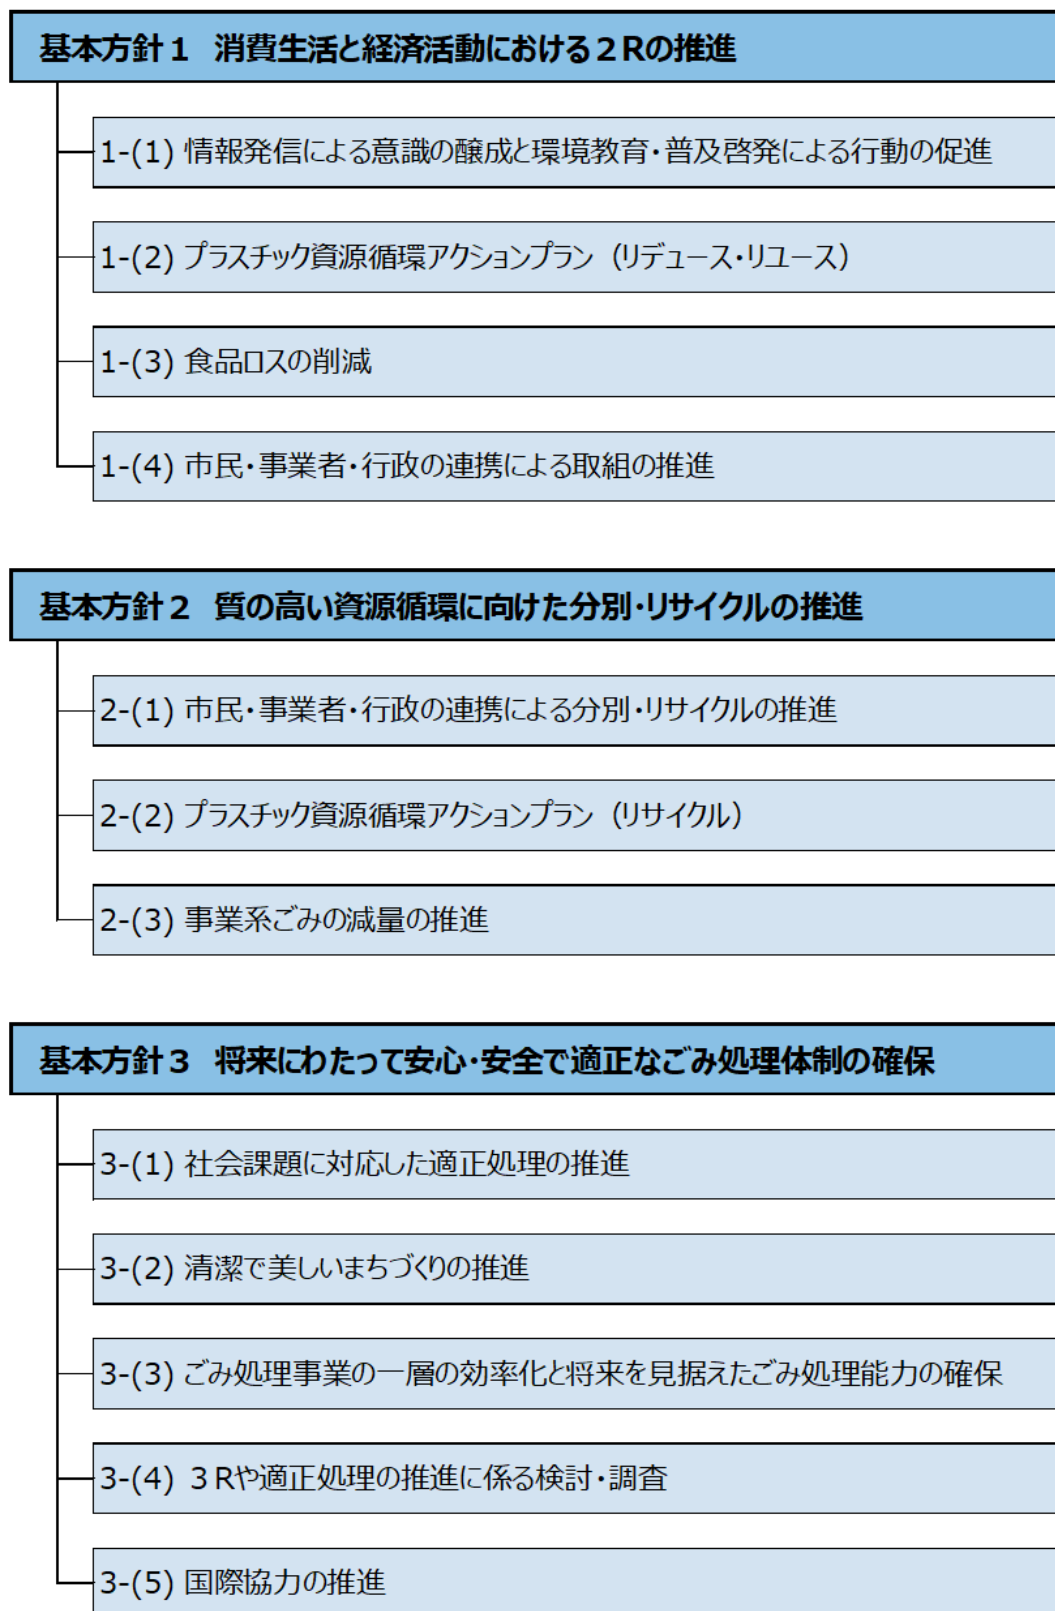 基本方針１ 消費生活と経済活動における２Rの推進
1-(1) 情報発信による意識の醸成と環境教育・普及啓発による行動の促進
1-(2) プラスチック資源循環アクションプラン（リデュース・リユース）
1-(3) 食品ロスの削減
1-(4) 市民・事業者・行政の連携による取組の推進
基本方針２ 質の高い資源循環に向けた分別・リサイクルの推進
2-(1) 市民・事業者・行政の連携による分別・リサイクルの推進
2-(2) プラスチック資源循環アクションプラン（リサイクル）
2-(3) 事業系ごみの減量の推進
基本方針３ 将来にわたって安心・安全で適正なごみ処理体制の確保
3-(1) 社会課題に対応した適正処理の推進
3-(2) 清潔で美しいまちづくりの推進
3-(3) ごみ処理事業の一層の効率化と将来を見据えたごみ処理能力の確保
3-(4) ３Rや適正処理の推進に係る検討・調査
3-(5) 国際協力の推進